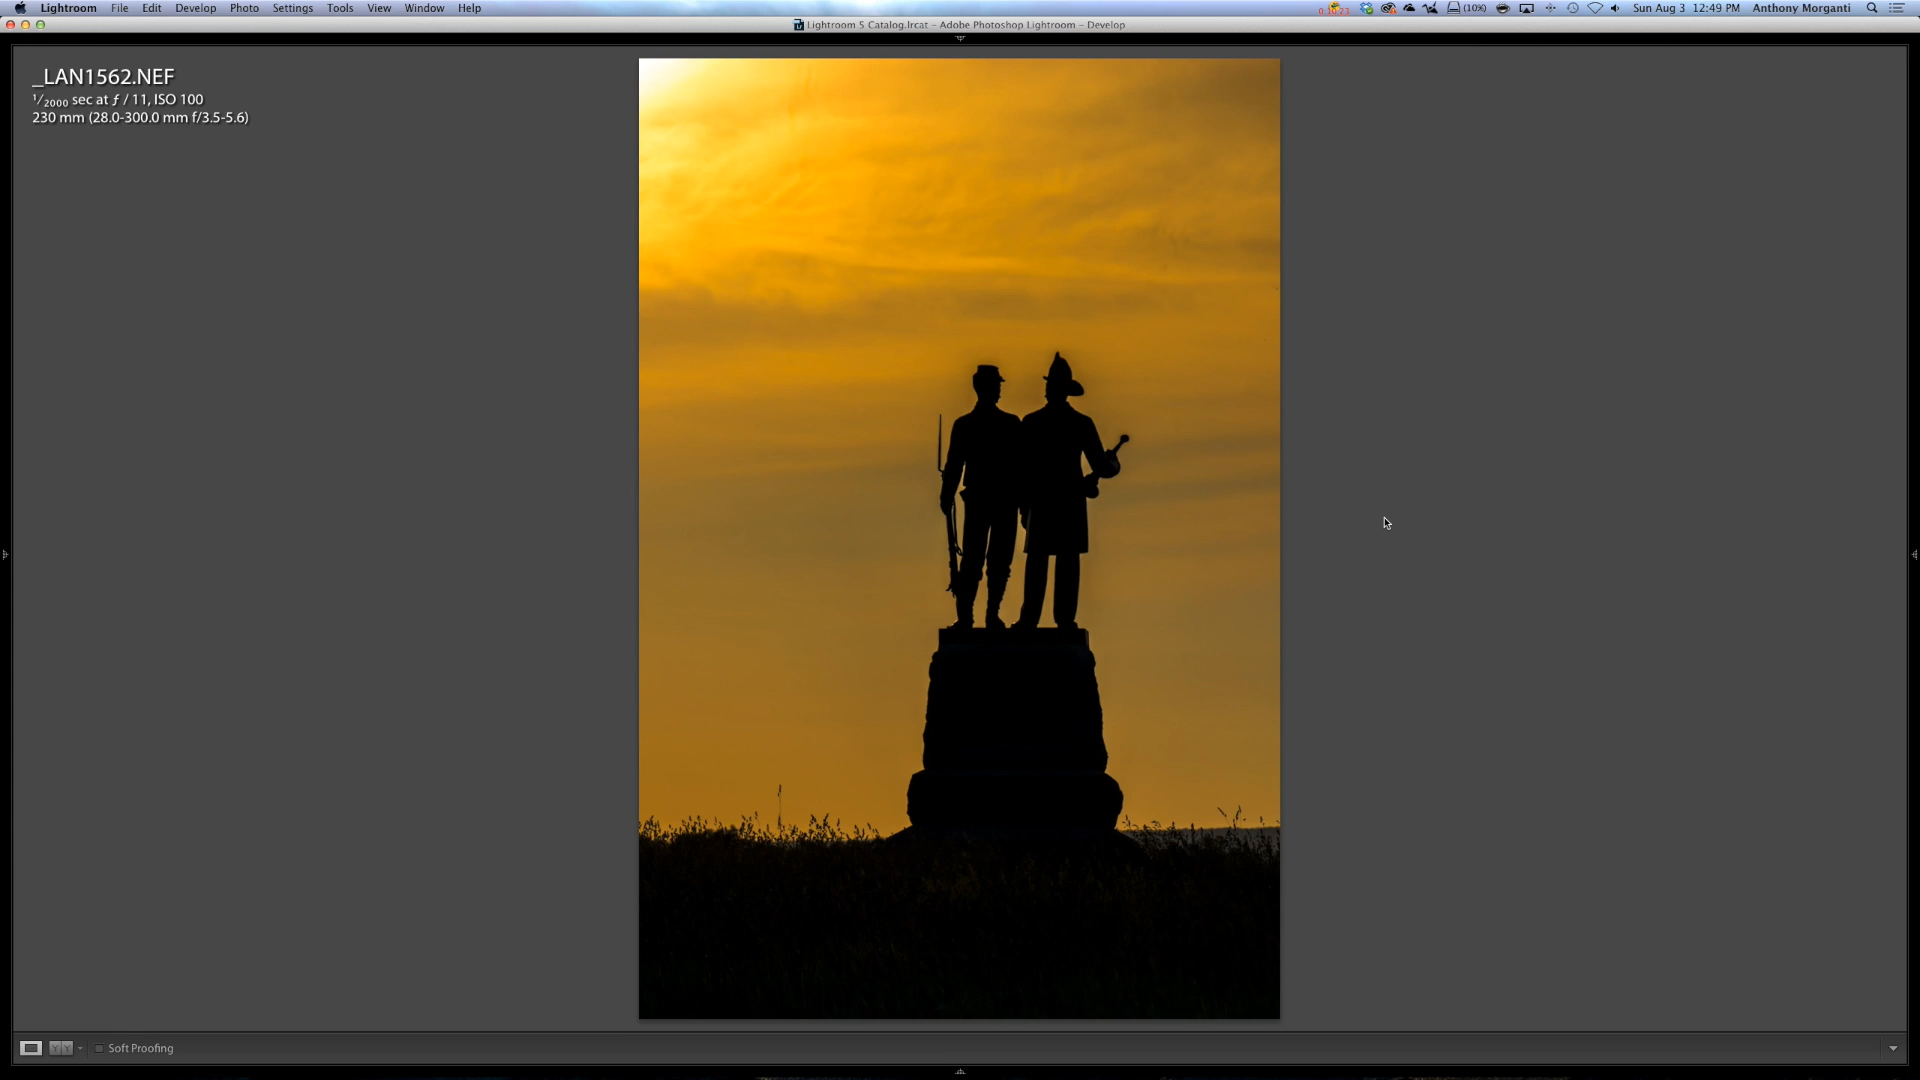 Lightroom File Edit Develop Photo Settings Tools View Window Help (10%) Sun Aug 3 12:49 PM Anthony Morganti
Lightroom 5 Catalog.lrcat - Adobe Photoshop Lightroom - Develop
_LAN1562.NEF
1/2000 sec at ƒ / 11, ISO 100
230 mm (28.0-300.0 mm f/3.5-5.6)
YY Soft Proofing